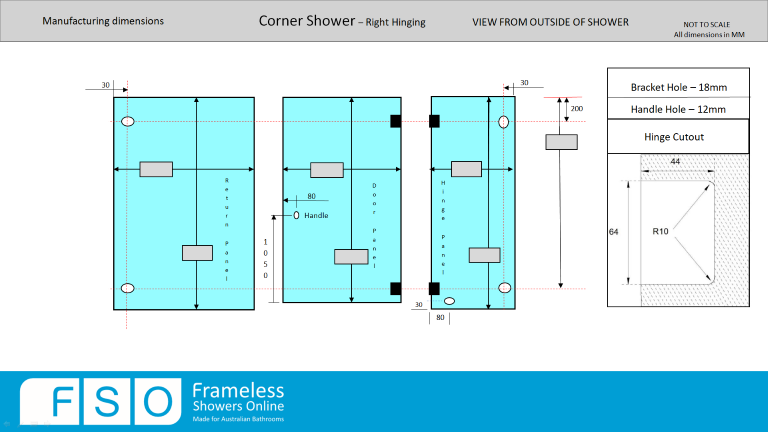 Manufacturing dimensions
Corner Shower – Right Hinging
VIEW FROM OUTSIDE OF SHOWER
NOT TO SCALE
All dimensions in MM
30
30
200
Bracket Hole – 18mm
Handle Hole – 12mm
Hinge Cutout
44
64
R10
Return Panel
Door Panel
Hinge Panel
80
Handle
1050
30
80
FSO
Frameless
Showers Online
Made for Australian Bathrooms